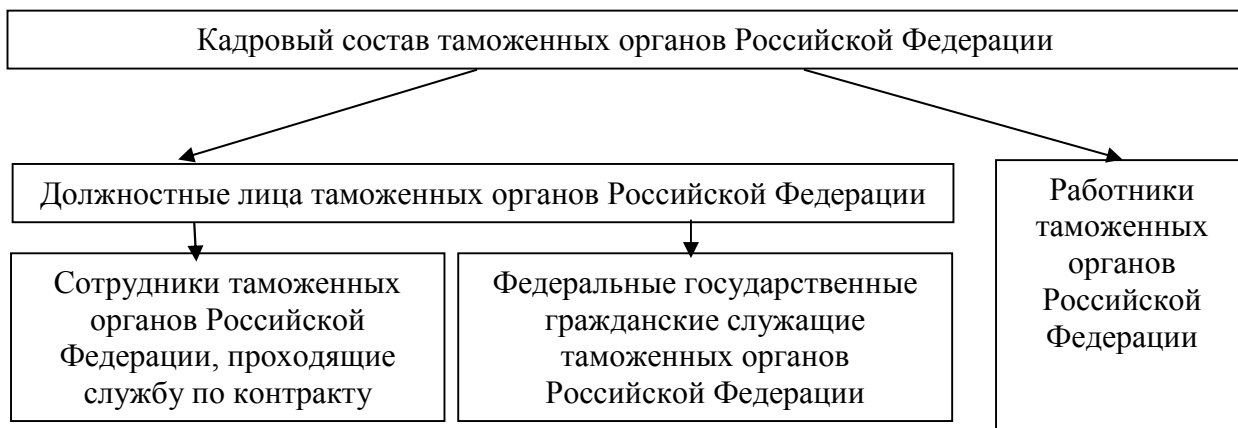 Кадровый состав таможенных органов Российской Федерации
Должностные лица таможенных органов Российской Федерации
Сотрудники таможенных
органов Российской
Федерации, проходящие
службу по контракту
Федеральные государственные
гражданские служащие
таможенных органов
Российской Федерации
Работники
таможенных
органов
Российской
Федерации